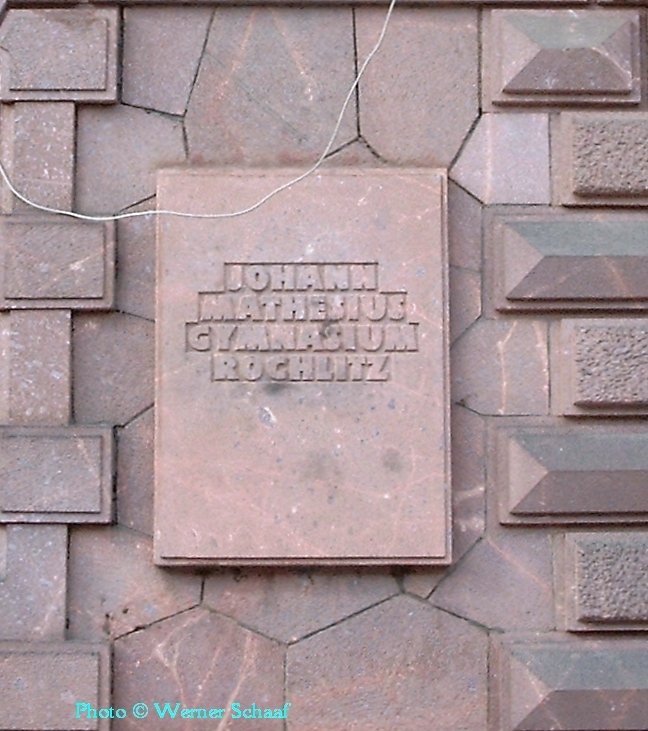 JOHANN
MATHESIUS
GYMNASIUM
ROCHLITZ
Photo © Werner Schaaf